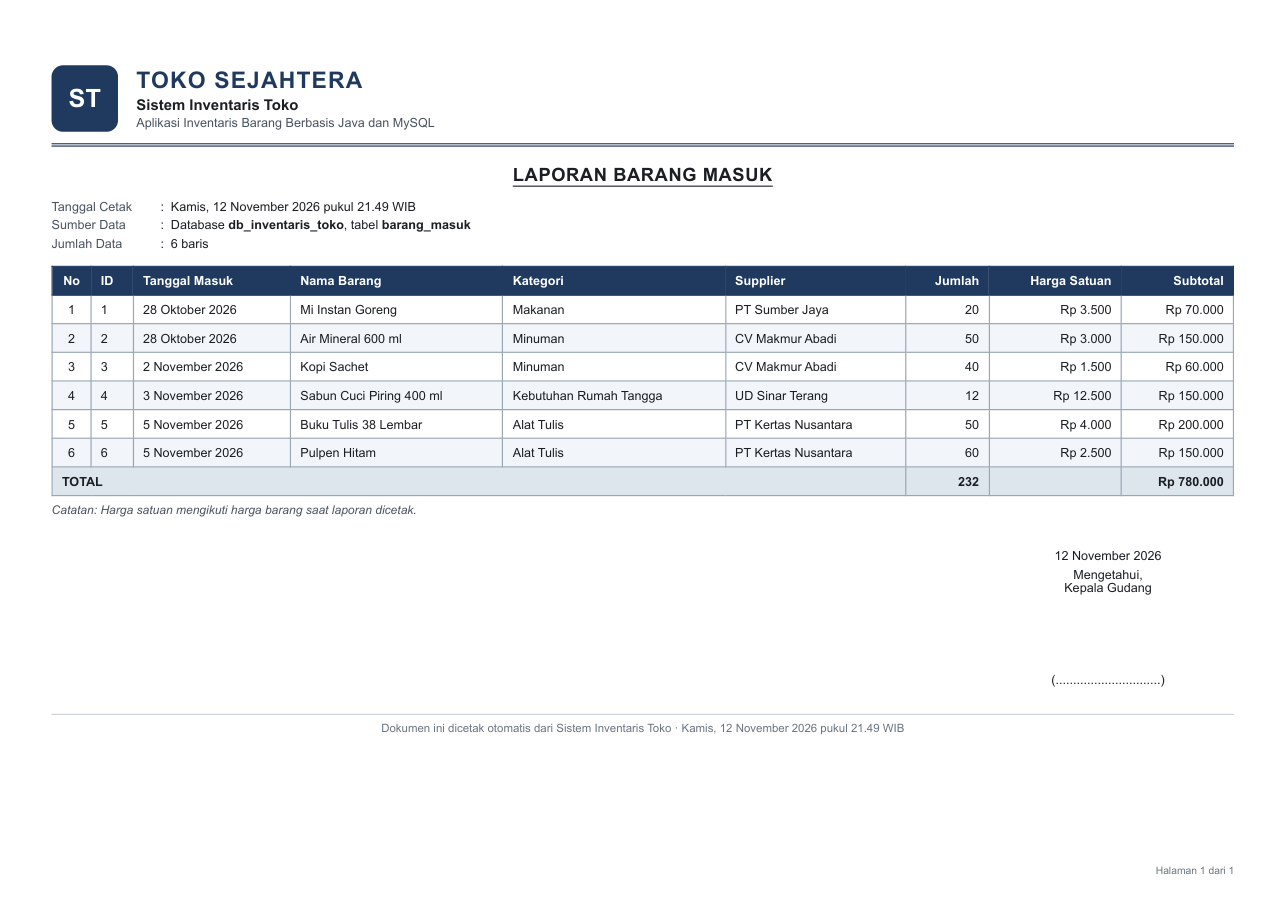 ST
TOKO SEJAHTERA
Sistem Inventaris Toko
Aplikasi Inventaris Barang Berbasis Java dan MySQL
LAPORAN BARANG MASUK
Tanggal Cetak : Kamis, 12 November 2026 pukul 21.49 WIB
Sumber Data : Database db_inventaris_toko, tabel barang_masuk
Jumlah Data : 6 baris
No ID Tanggal Masuk Nama Barang Kategori Supplier Jumlah Harga Satuan Subtotal
1 1 28 Oktober 2026 Mi Instan Goreng Makanan PT Sumber Jaya 20 Rp 3.500 Rp 70.000
2 2 28 Oktober 2026 Air Mineral 600 ml Minuman CV Makmur Abadi 50 Rp 3.000 Rp 150.000
3 3 2 November 2026 Kopi Sachet Minuman CV Makmur Abadi 40 Rp 1.500 Rp 60.000
4 4 3 November 2026 Sabun Cuci Piring 400 ml Kebutuhan Rumah Tangga UD Sinar Terang 12 Rp 12.500 Rp 150.000
5 5 5 November 2026 Buku Tulis 38 Lembar Alat Tulis PT Kertas Nusantara 50 Rp 4.000 Rp 200.000
6 6 5 November 2026 Pulpen Hitam Alat Tulis PT Kertas Nusantara 60 Rp 2.500 Rp 150.000
TOTAL 232 Rp 780.000
Catatan: Harga satuan mengikuti harga barang saat laporan dicetak.
12 November 2026
Mengetahui,
Kepala Gudang
(..............................)
Dokumen ini dicetak otomatis dari Sistem Inventaris Toko · Kamis, 12 November 2026 pukul 21.49 WIB
Halaman 1 dari 1